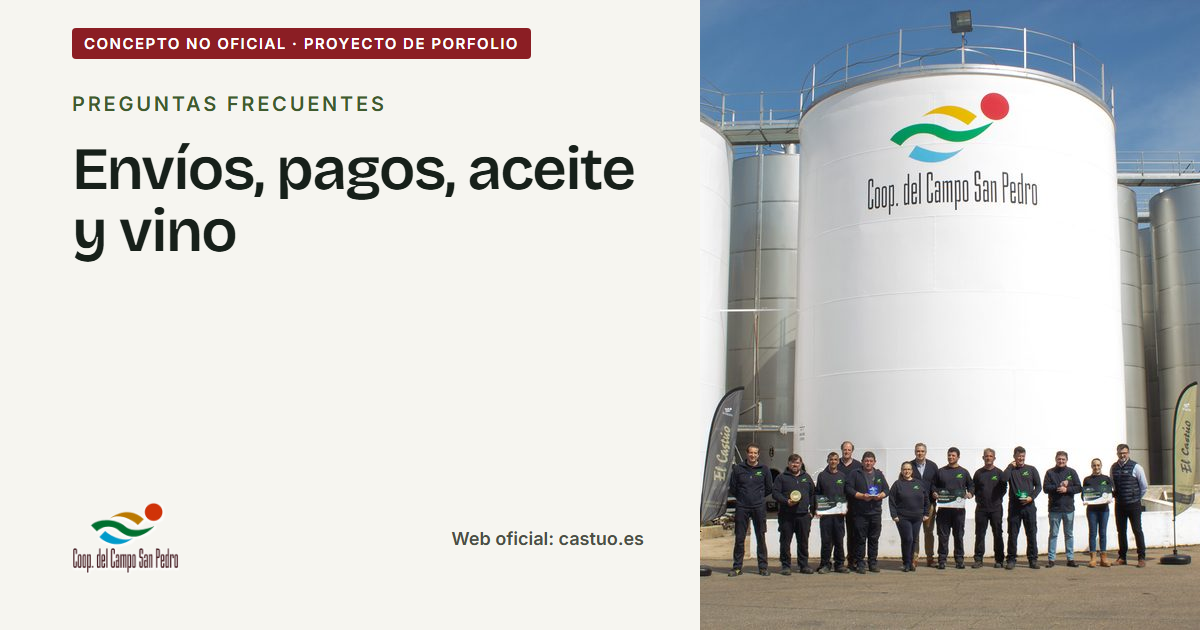 CONCEPTO NO OFICIAL · PROYECTO DE PORFOLIO
PREGUNTAS FRECUENTES
Envíos, pagos, aceite
y vino
Coop. del Campo San Pedro
Web oficial: castuo.es
Coop. del Campo San Pedro
El Castúo
El Castúo